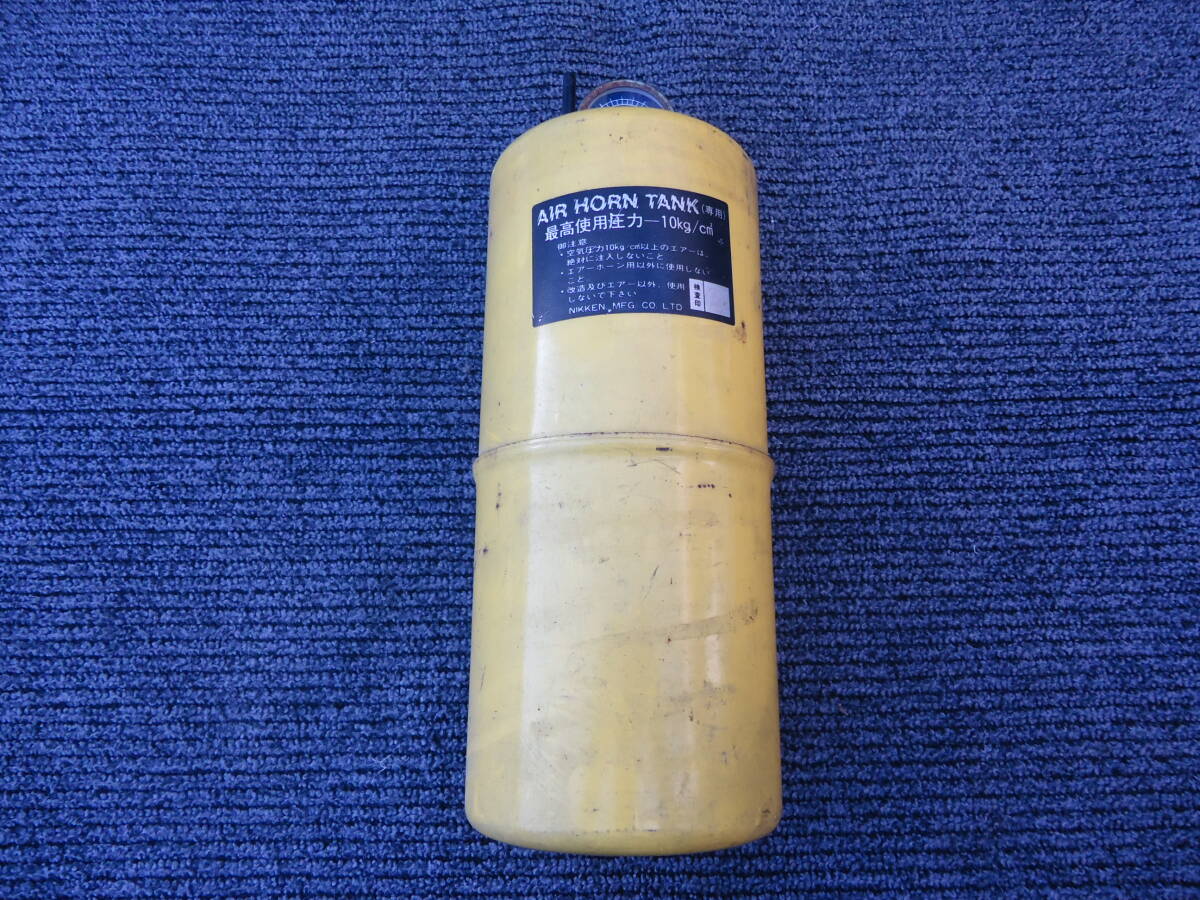 AIR HORN TANK(専用)
最高使用圧力—10kg/cm²
御注意
・空気圧力10kg/cm²以上のエアーは、
絶対に注入しないこと
・エアーホーン用以外に使用しない
こと
・改造及びエアー以外、使用
しないで下さい
検査印
NIKKEN MFG. CO. LTD